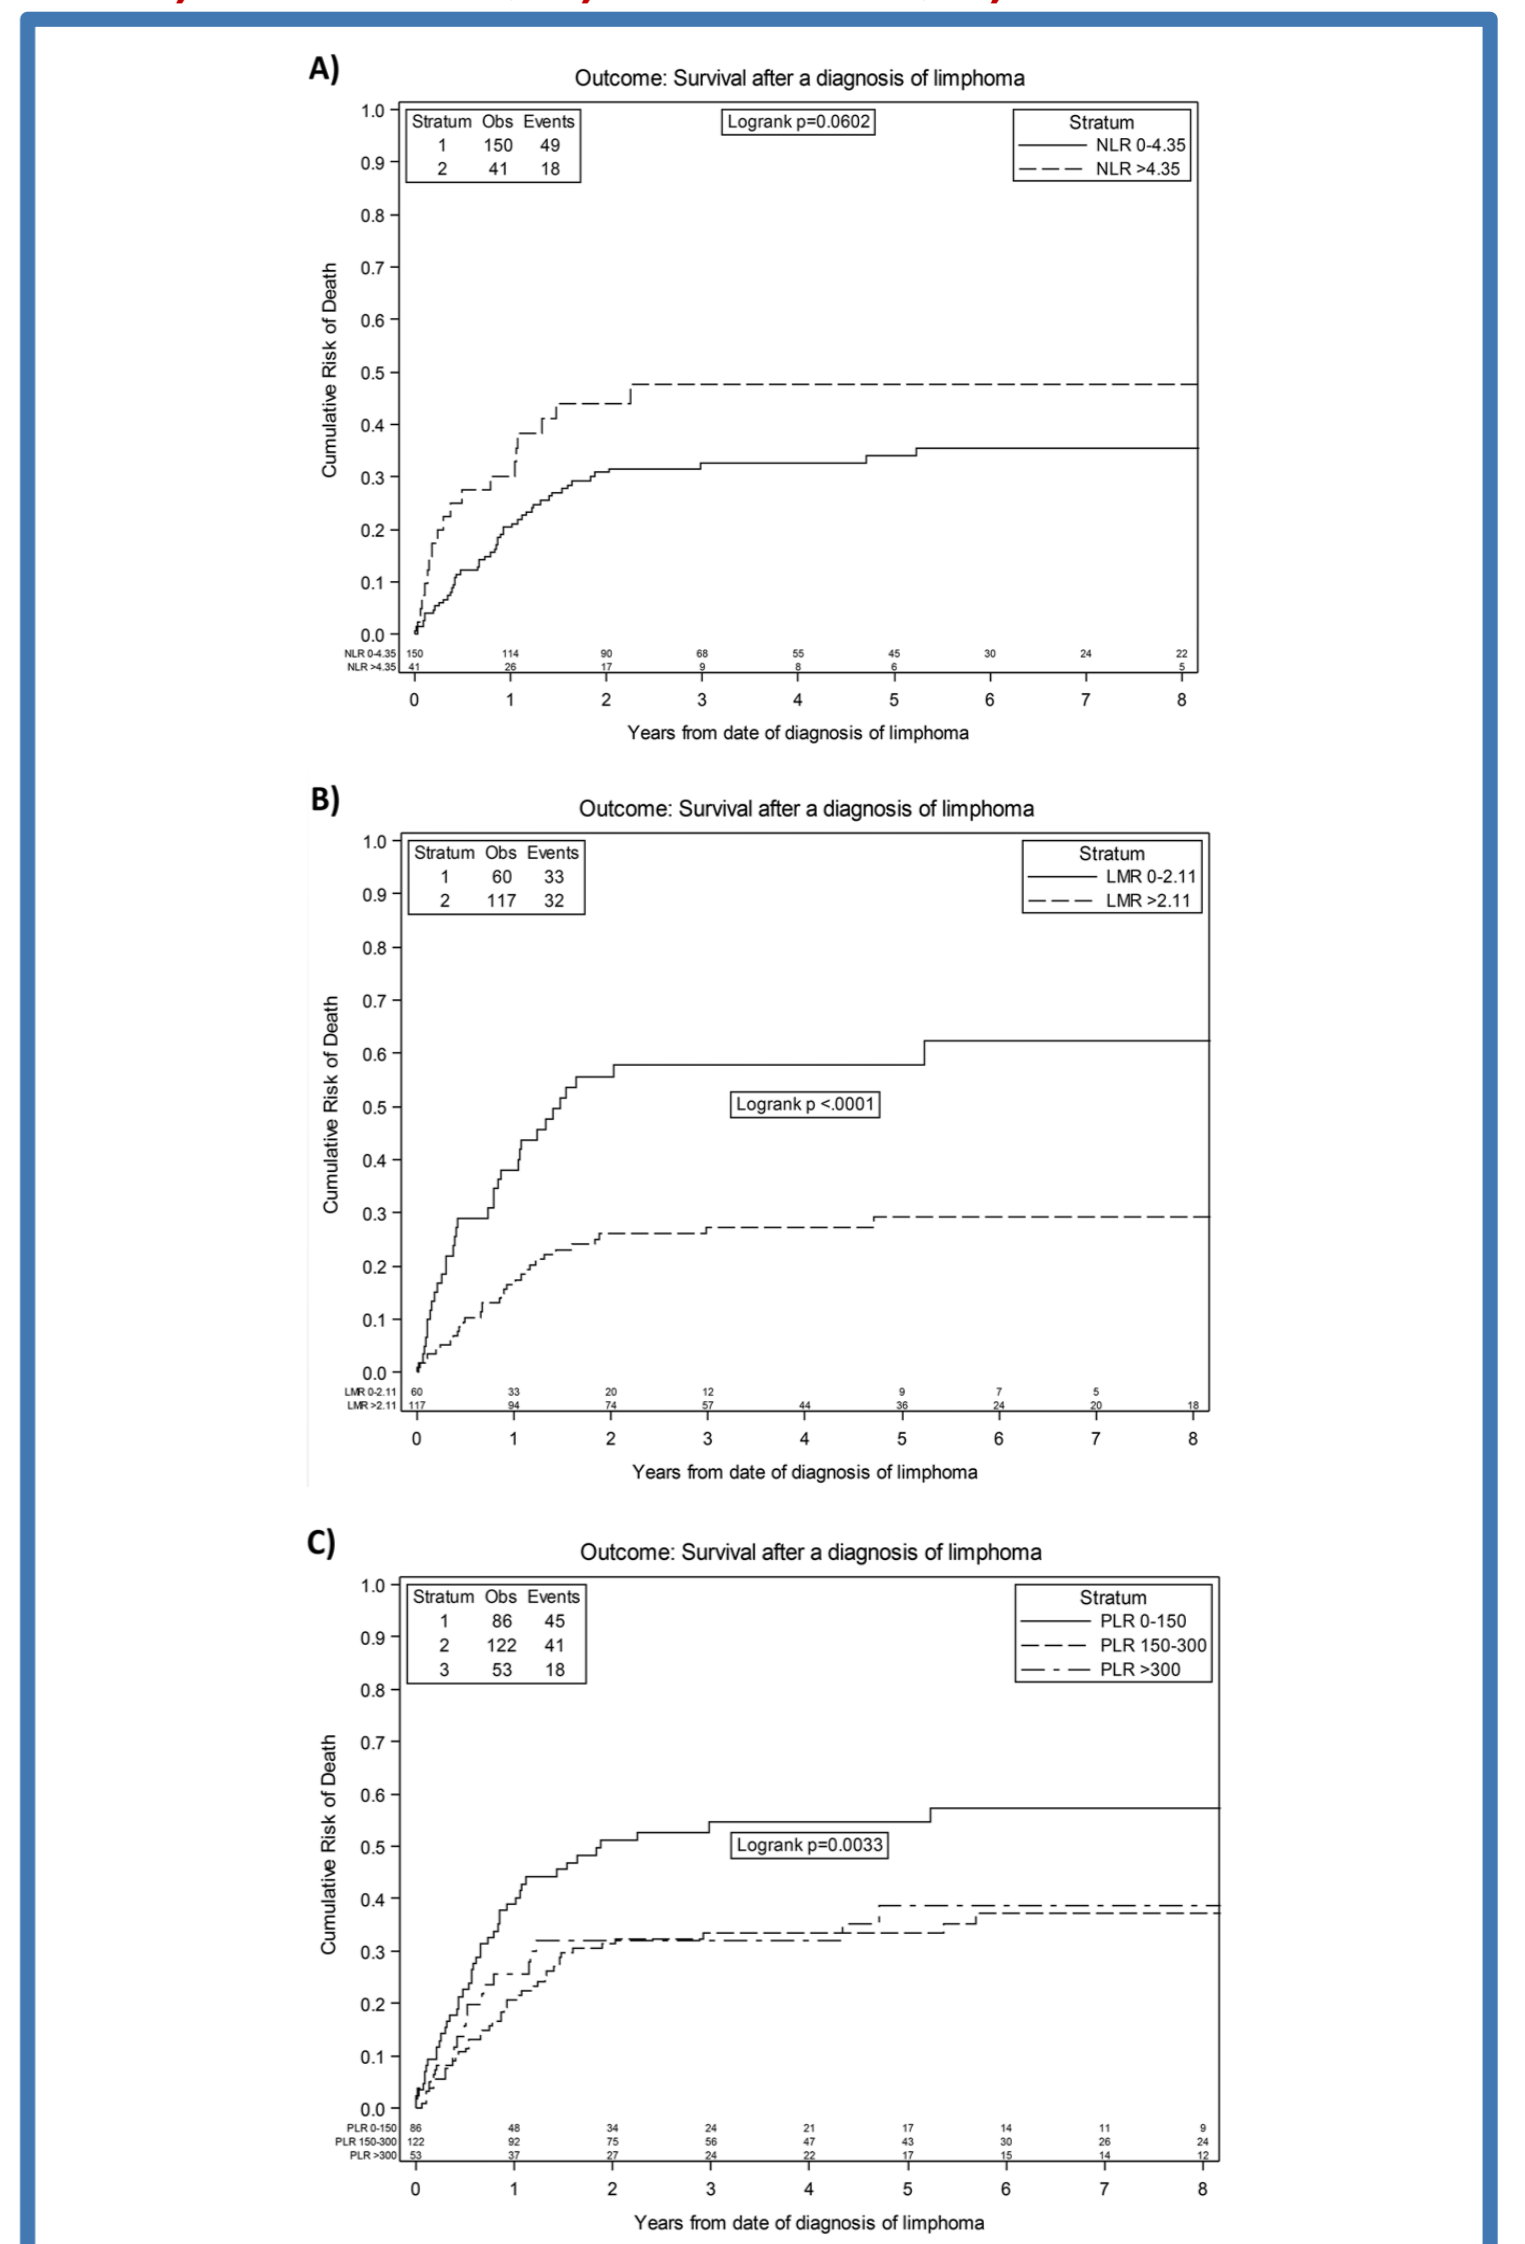 A)
Outcome: Survival after a diagnosis of limphoma
Stratum Obs Events
1 150 49
2 41 18
Logrank p=0.0602
Stratum
NLR 0-4.35
NLR >4.35
Cumulative Risk of Death
1.0
0.9
0.8
0.7
0.6
0.5
0.4
0.3
0.2
0.1
0.0
NLR 0-4.35 150 114 90 68 55 45 30 24 22
NLR >4.35 41 26 17 9 8 6 5
0 1 2 3 4 5 6 7 8
Years from date of diagnosis of limphoma
B)
Outcome: Survival after a diagnosis of limphoma
Stratum Obs Events
1 60 33
2 117 32
Stratum
LMR 0-2.11
LMR >2.11
Logrank p <.0001
Cumulative Risk of Death
1.0
0.9
0.8
0.7
0.6
0.5
0.4
0.3
0.2
0.1
0.0
LMR 0-2.11 60 33 20 12 9 7 5
LMR >2.11 117 94 74 57 44 36 24 20 18
0 1 2 3 4 5 6 7 8
Years from date of diagnosis of limphoma
C)
Outcome: Survival after a diagnosis of limphoma
Stratum Obs Events
1 86 45
2 122 41
3 53 18
Stratum
PLR 0-150
PLR 150-300
PLR >300
Logrank p=0.0033
Cumulative Risk of Death
1.0
0.9
0.8
0.7
0.6
0.5
0.4
0.3
0.2
0.1
0.0
PLR 0-150 86 48 34 24 21 17 14 11 9
PLR 150-300 122 92 75 56 47 43 30 26 24
PLR >300 53 37 27 24 22 17 15 14 12
0 1 2 3 4 5 6 7 8
Years from date of diagnosis of limphoma